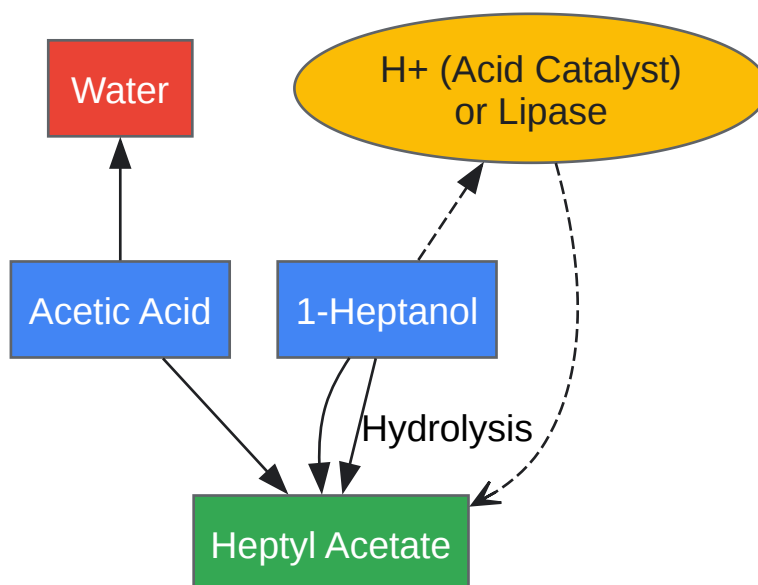 Water
H+ (Acid Catalyst)
or Lipase
Acetic Acid
1-Heptanol
Hydrolysis
Heptyl Acetate